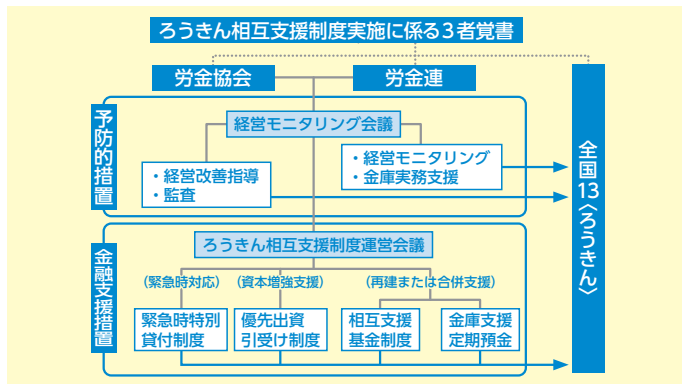 ろうきん相互支援制度実施に係る3者覚書
労金協会
労金連
予防的措置
経営モニタリング会議
・経営改善指導
・監査
・経営モニタリング
・金庫実務支援
全国13〈ろうきん〉
金融支援措置
ろうきん相互支援制度運営会議
(緊急時対応)
(資本増強支援)
(再建または合併支援)
緊急時特別
貸付制度
優先出資
引受け制度
相互支援
基金制度
金庫支援
定期預金